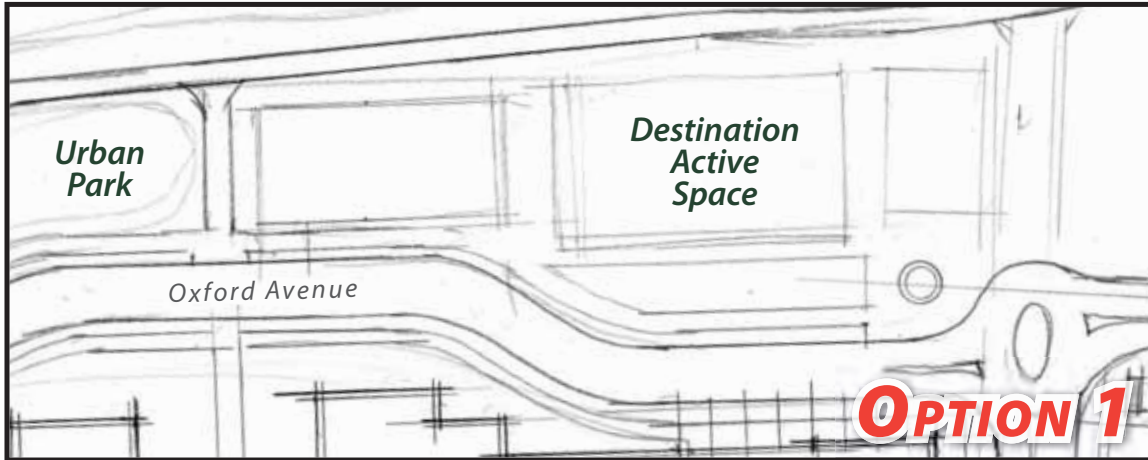 Urban
Park
Destination
Active
Space
Oxford Avenue
OPTION 1